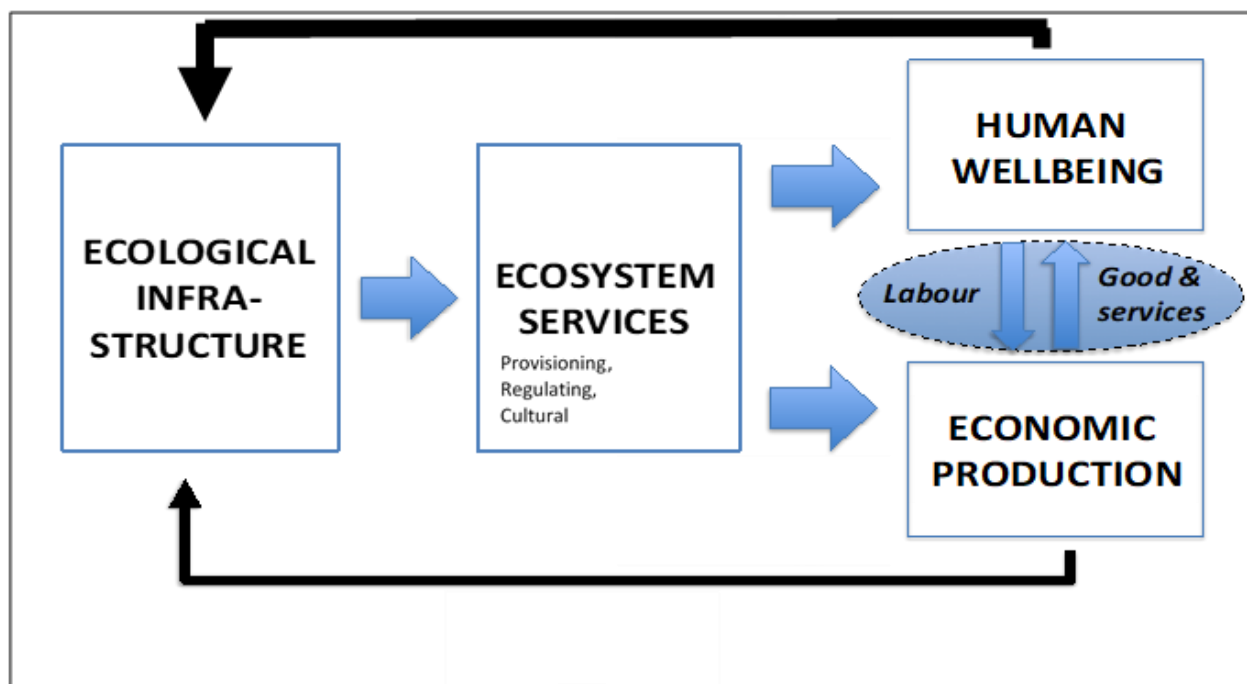 ECOLOGICAL
INFRA-
STRUCTURE
ECOSYSTEM
SERVICES
Provisioning,
Regulating,
Cultural
HUMAN
WELLBEING
Labour
Good &
services
ECONOMIC
PRODUCTION